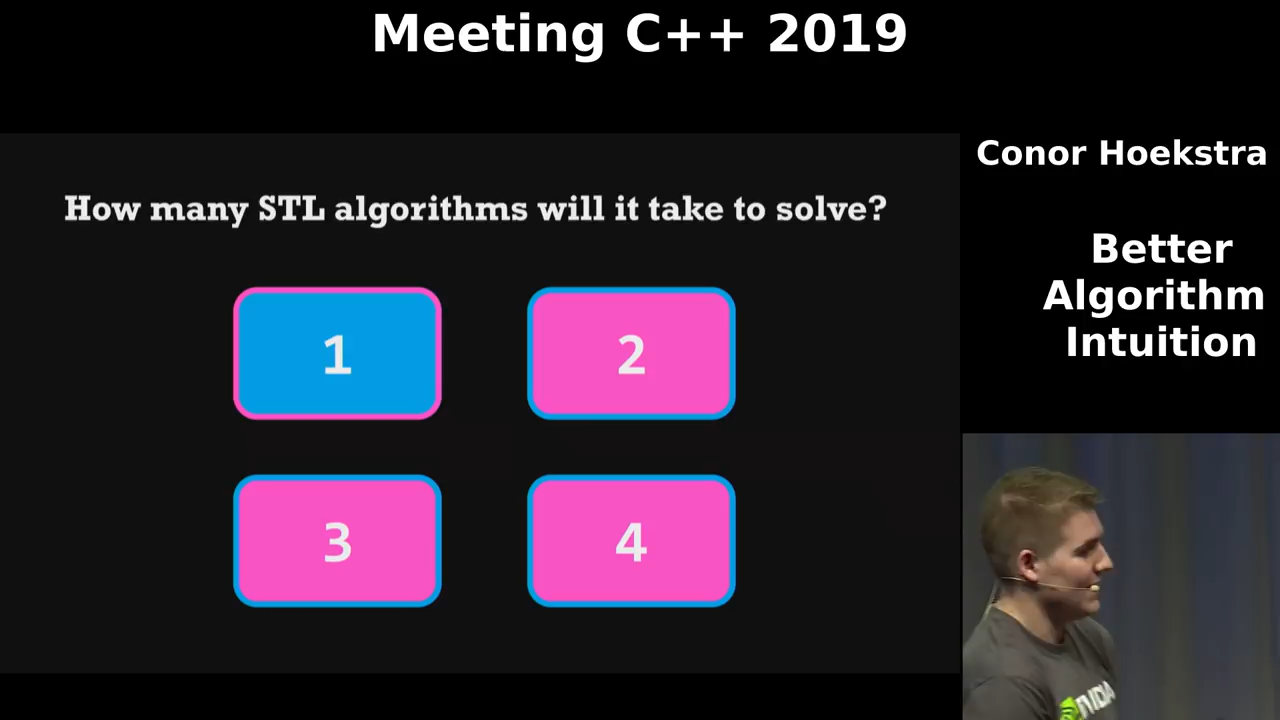 Meeting C++ 2019
Conor Hoekstra
Better
Algorithm
Intuition
How many STL algorithms will it take to solve?
1
2
3
4
NVIDIA